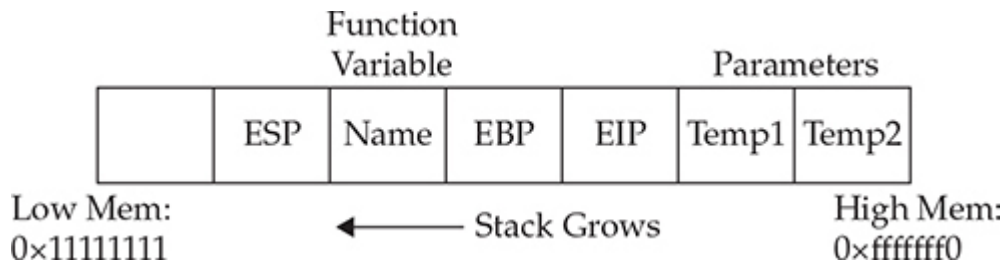 Function
Variable
Parameters
ESP
Name
EBP
EIP
Temp1
Temp2
Low Mem:
0×11111111
Stack Grows
High Mem:
0×fffffff0